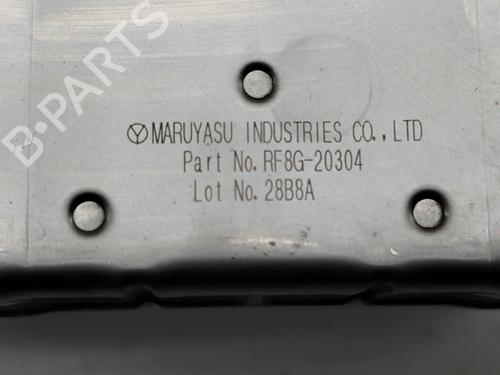 B-PARTS
MARUYASU INDUSTRIES CO.,LTD
Part No.RF8G-20304
Lot No.28B8A